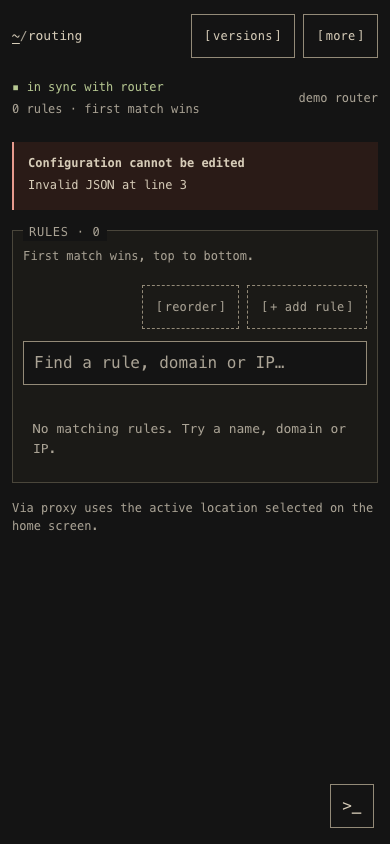 ~/routing
[versions]
[more]
▪ in sync with router
0 rules · first match wins
demo router
Configuration cannot be edited
Invalid JSON at line 3
RULES · 0
First match wins, top to bottom.
[reorder]
[+ add rule]
Find a rule, domain or IP…
No matching rules. Try a name, domain or
IP.
Via proxy uses the active location selected on the
home screen.
>_